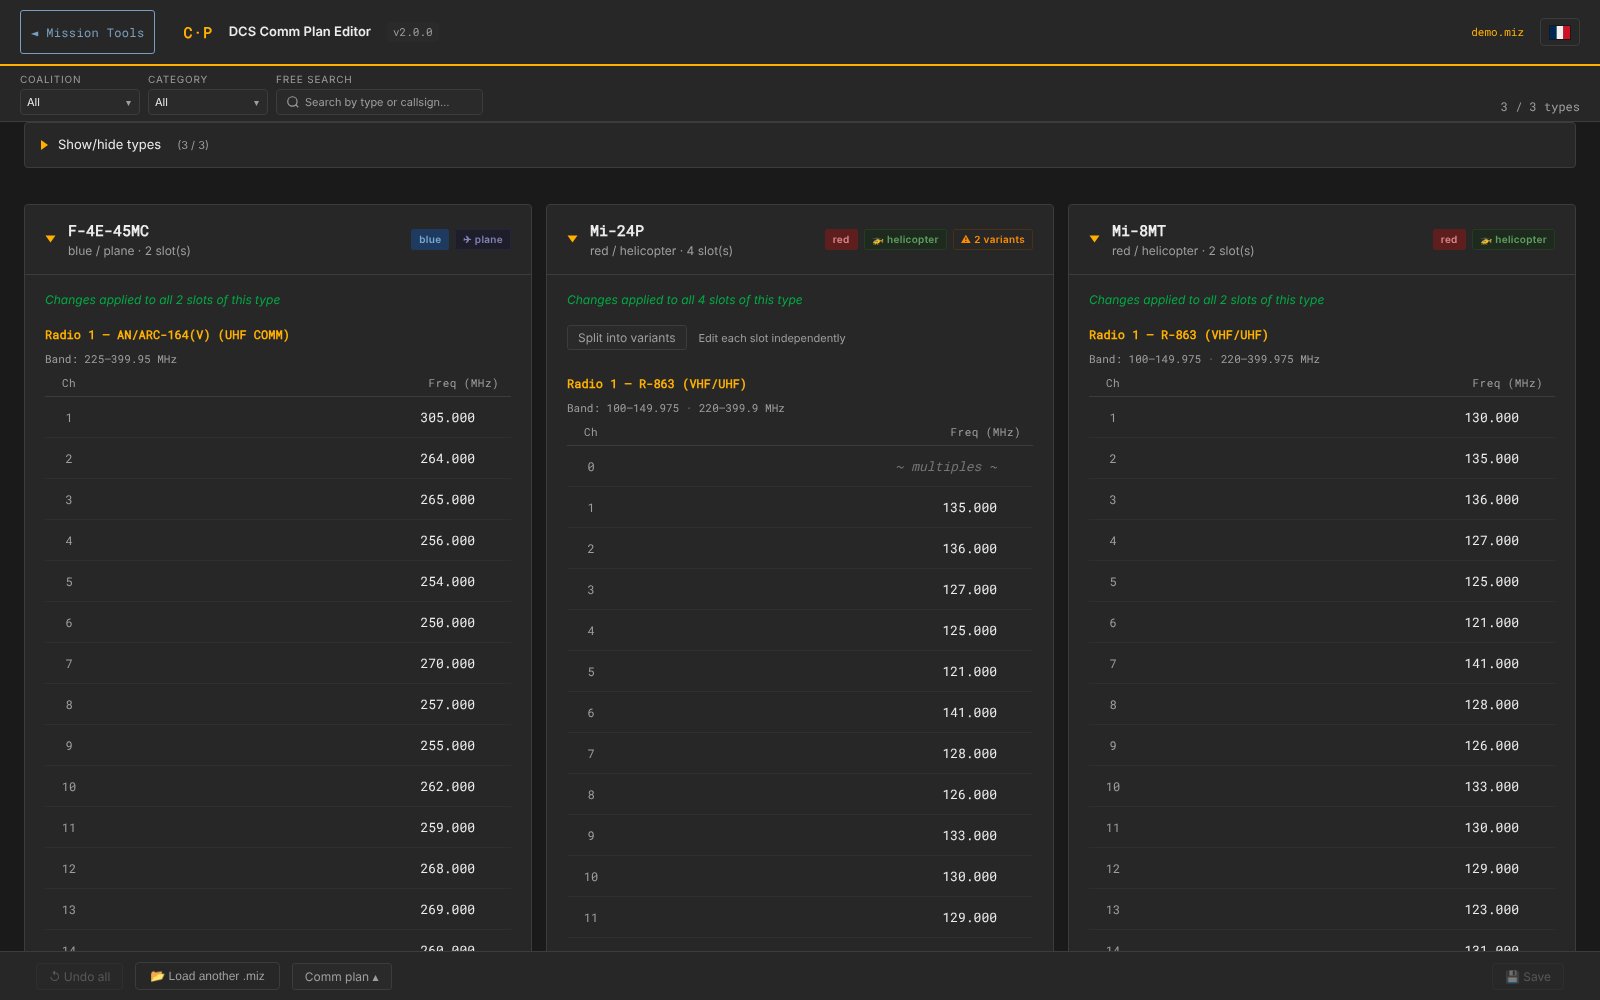 ◄ Mission Tools
C·P
DCS Comm Plan Editor
v2.0.0
demo.miz
COALITION
CATEGORY
FREE SEARCH
All
All
Search by type or callsign...
3 / 3 types
Show/hide types (3 / 3)
F-4E-45MC
blue / plane · 2 slot(s)
blue
✈ plane
Changes applied to all 2 slots of this type
Radio 1 — AN/ARC-164(V) (UHF COMM)
Band: 225–399.95 MHz
Ch Freq (MHz)
1 305.000
2 264.000
3 265.000
4 256.000
5 254.000
6 250.000
7 270.000
8 257.000
9 255.000
10 262.000
11 259.000
12 268.000
13 269.000
14 260.000
Mi-24P
red / helicopter · 4 slot(s)
red
helicopter
⚠ 2 variants
Changes applied to all 4 slots of this type
Split into variants Edit each slot independently
Radio 1 — R-863 (VHF/UHF)
Band: 100–149.975 · 220–399.9 MHz
Ch Freq (MHz)
0 ~ multiples ~
1 135.000
2 136.000
3 127.000
4 125.000
5 121.000
6 141.000
7 128.000
8 126.000
9 133.000
10 130.000
11 129.000
Mi-8MT
red / helicopter · 2 slot(s)
red
helicopter
Changes applied to all 2 slots of this type
Radio 1 — R-863 (VHF/UHF)
Band: 100–149.975 · 220–399.975 MHz
Ch Freq (MHz)
1 130.000
2 135.000
3 136.000
4 127.000
5 125.000
6 121.000
7 141.000
8 128.000
9 126.000
10 133.000
11 130.000
12 129.000
13 123.000
14 131.000
Undo all
Load another .miz
Comm plan ▴
Save